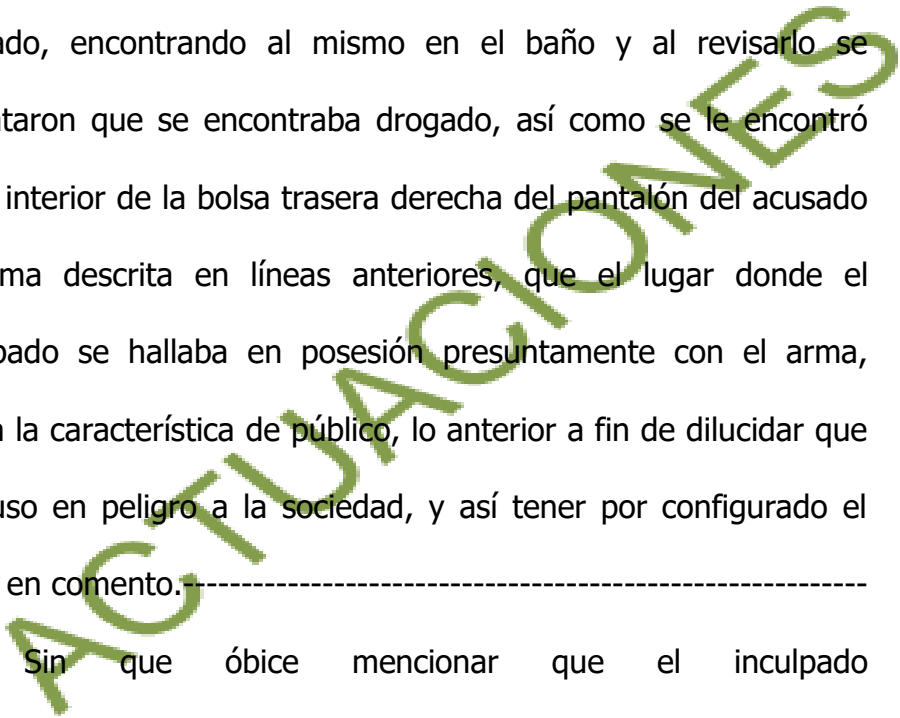 ado, encontrando al mismo en el baño y al revisarlo se
ataron que se encontraba drogado, así como se le encontró
interior de la bolsa trasera derecha del pantalón del acusado
ma descrita en líneas anteriores, que el lugar donde el
pado se hallaba en posesión presuntamente con el arma,
la característica de público, lo anterior a fin de dilucidar que
uso en peligro a la sociedad, y así tener por configurado el
en comento.-----------------------------------------------------------
Sin que óbice mencionar que el inculpado
ACTUACIONES